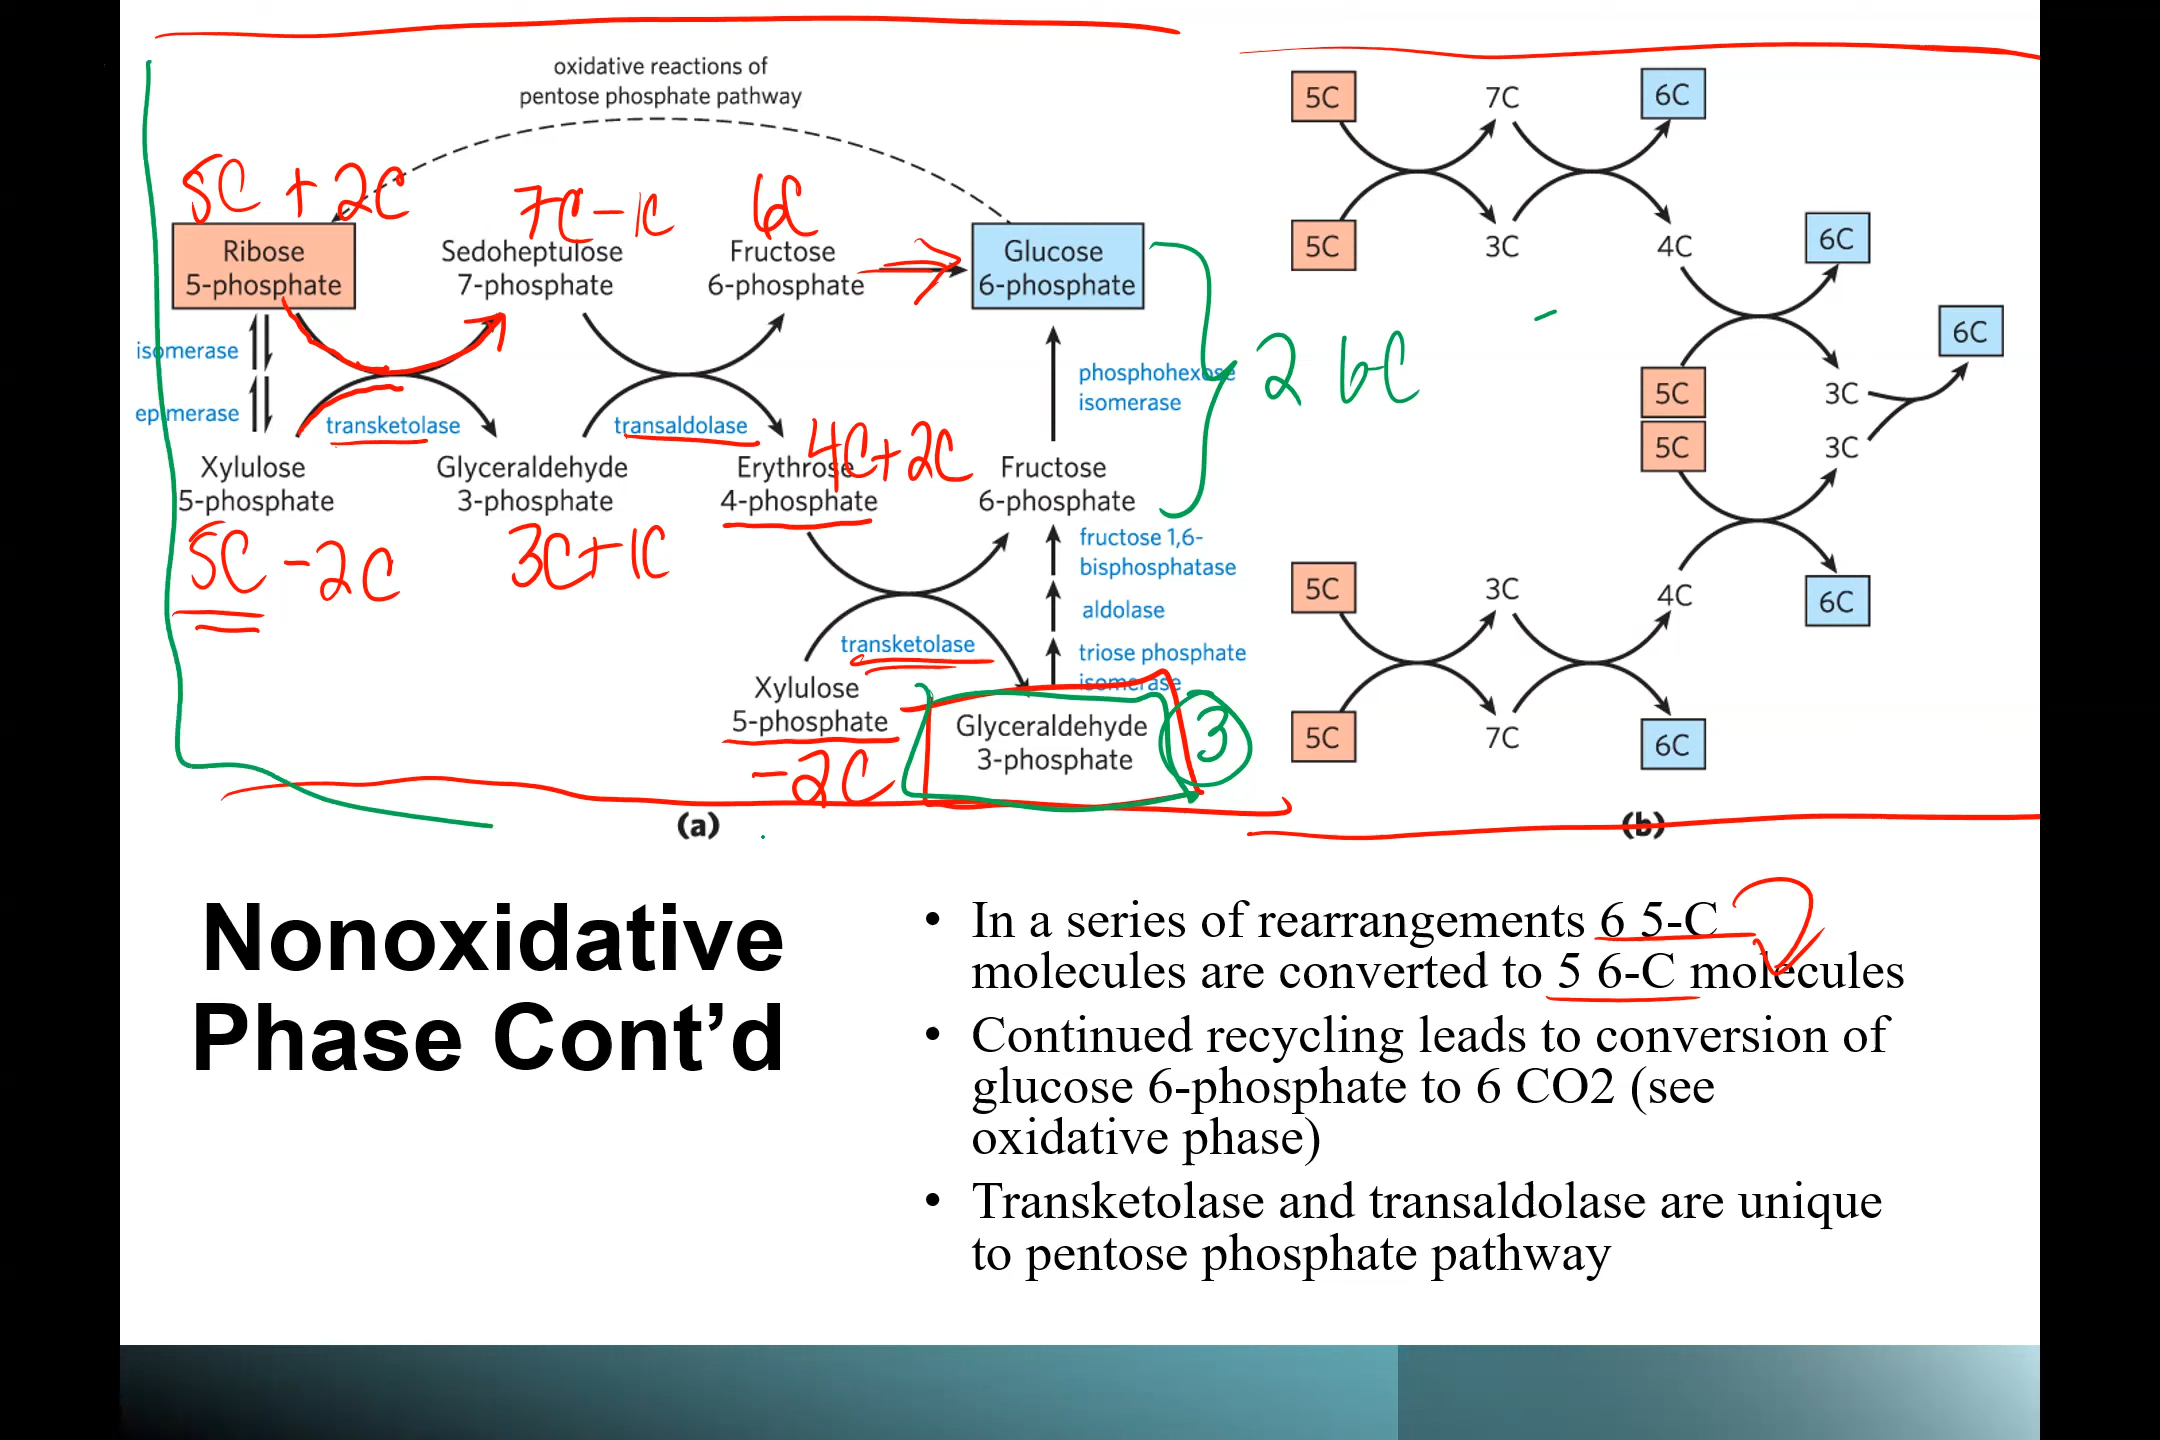 oxidative reactions of
pentose phosphate pathway
5C + 2C
7C - 1C
6C
Ribose
5-phosphate
Sedoheptulose
7-phosphate
Fructose
6-phosphate
Glucose
6-phosphate
isomerase
epimerase
transketolase
transaldolase
phosphohexose
isomerase
2 6C
4C+2C
Xylulose
5-phosphate
Glyceraldehyde
3-phosphate
Erythrose
4-phosphate
Fructose
6-phosphate
5C - 2C
3C+1C
fructose 1,6-
bisphosphatase
aldolase
triose phosphate
isomerase
transketolase
Xylulose
5-phosphate
-2C
Glyceraldehyde
3-phosphate
3
(a)
5C
7C
6C
5C
3C
4C
6C
6C
5C
3C
5C
3C
5C
3C
4C
6C
5C
7C
6C
(b)
Nonoxidative
Phase Cont’d
• In a series of rearrangements 6 5-C
molecules are converted to 5 6-C molecules
• Continued recycling leads to conversion of
glucose 6-phosphate to 6 CO2 (see
oxidative phase)
• Transketolase and transaldolase are unique
to pentose phosphate pathway